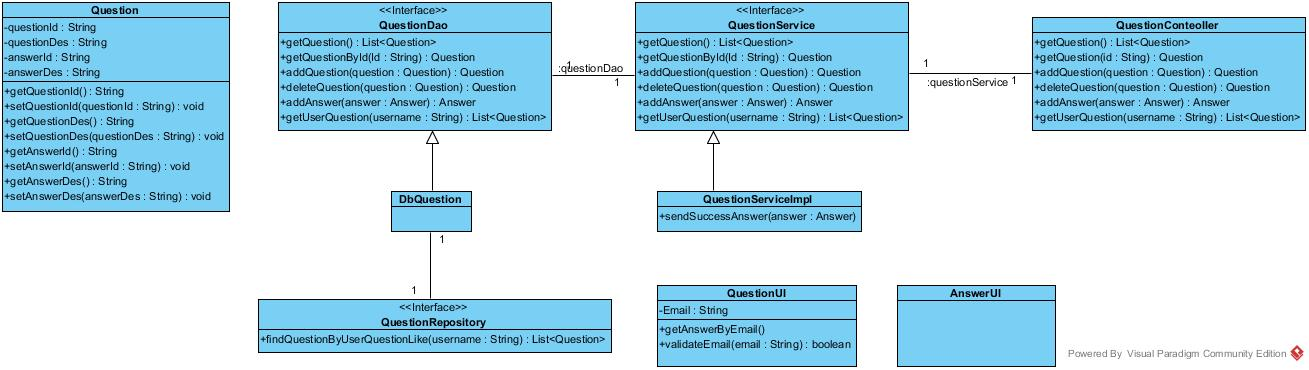 Question
-questionId : String
-questionDes : String
-answerId : String
-answerDes : String
+getQuestionId() : String
+setQuestionId(questionId : String) : void
+getQuestionDes() : String
+setQuestionDes(questionDes : String) : void
+getAnswerId() : String
+setAnswerId(answerId : String) : void
+getAnswerDes() : String
+setAnswerDes(answerDes : String) : void
<<Interface>>
QuestionDao
+getQuestion() : List<Question>
+getQuestionById(Id : String) : Question
+addQuestion(question : Question) : Question
+deleteQuestion(question : Question) : Question
+addAnswer(answer : Answer) : Answer
+getUserQuestion(username : String) : List<Question>
1
:questionDao
1
<<Interface>>
QuestionService
+getQuestion() : List<Question>
+getQuestionById(Id : String) : Question
+addQuestion(question : Question) : Question
+deleteQuestion(question : Question) : Question
+addAnswer(answer : Answer) : Answer
+getUserQuestion(username : String) : List<Question>
1
:questionService
1
QuestionConteoller
+getQuestion() : List<Question>
+getQuestion(id : String) : Question
+addQuestion(question : Question) : Question
+deleteQuestion(question : Question) : Question
+addAnswer(answer : Answer) : Answer
+getUserQuestion(username : String) : List<Question>
DbQuestion
1
1
<<Interface>>
QuestionRepository
+findQuestionByUserQuestionLike(username : String) : List<Question>
QuestionServiceImpl
+sendSuccessAnswer(answer : Answer)
QuestionUI
-Email : String
+getAnswerByEmail()
+validateEmail(email : String) : boolean
AnswerUI
Powered By Visual Paradigm Community Edition